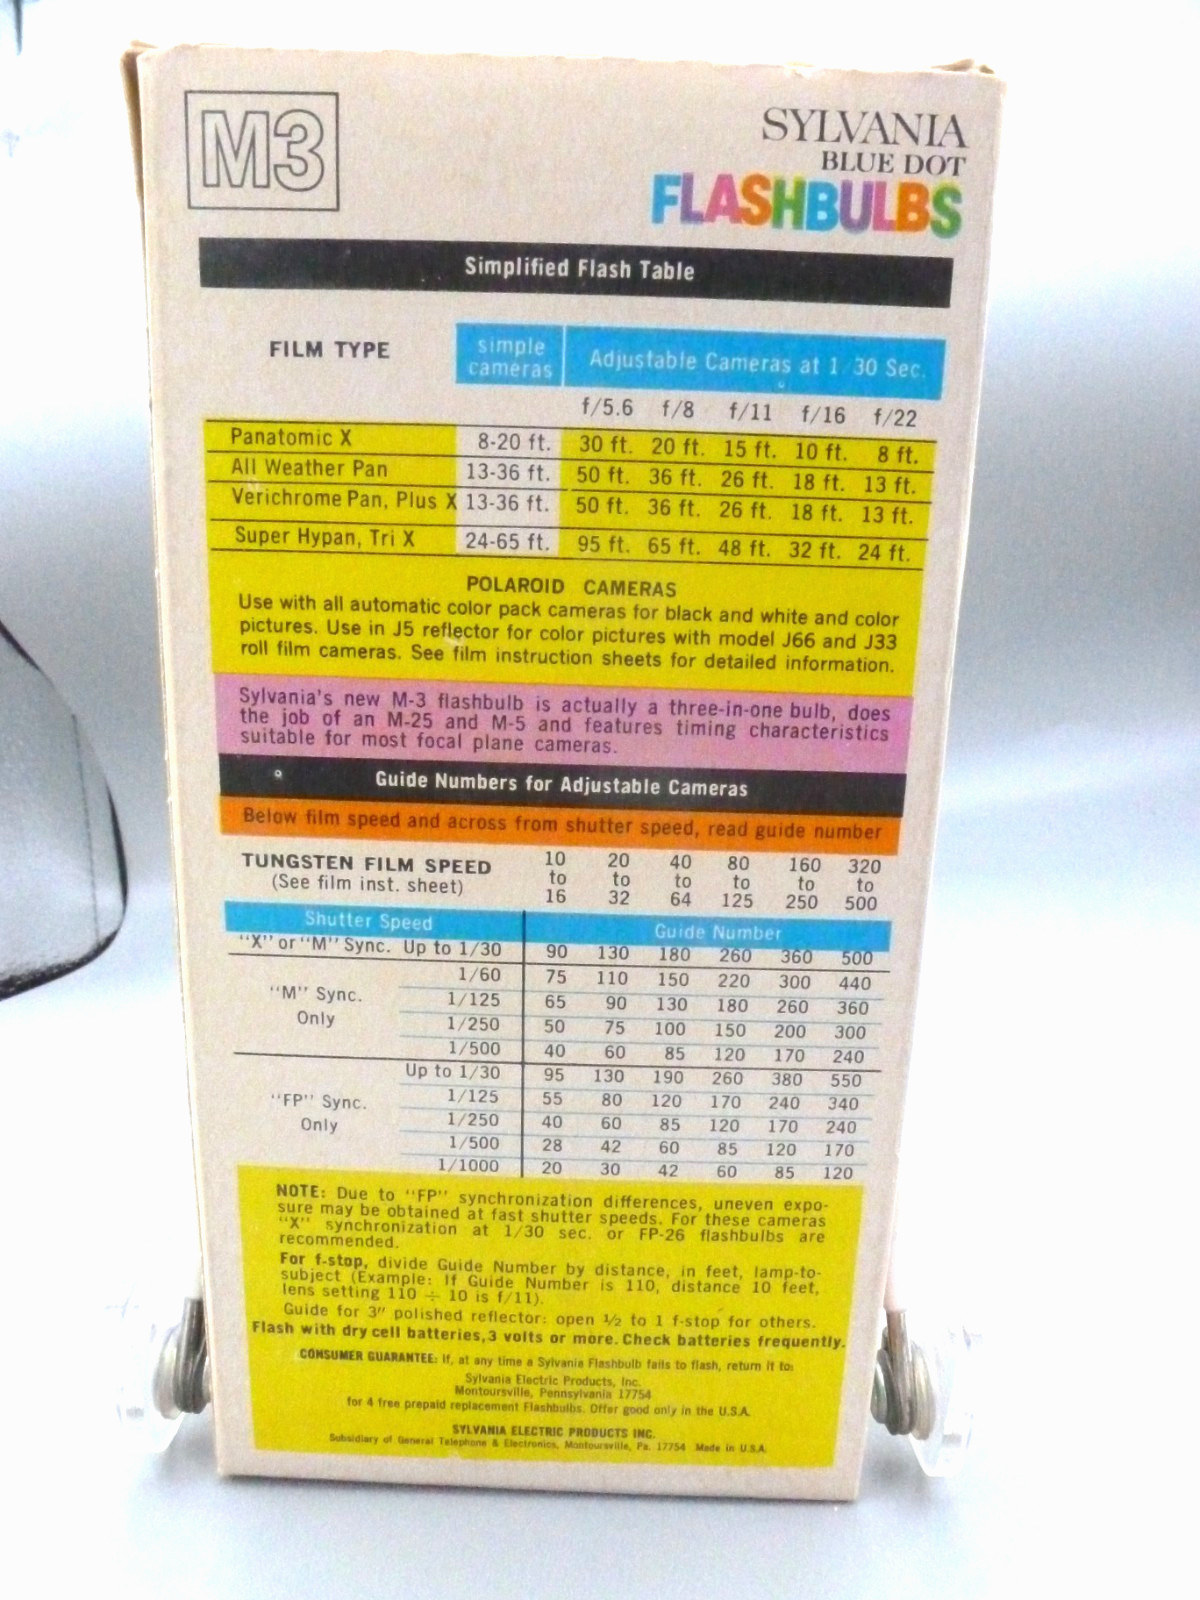 M3
SYLVANIA
BLUE DOT
FLASHBULBS
Simplified Flash Table
FILM TYPE simple cameras Adjustable Cameras at 1/30 Sec.
f/5.6 f/8 f/11 f/16 f/22
Panatomic X 8-20 ft. 30 ft. 20 ft. 15 ft. 10 ft. 8 ft.
All Weather Pan 13-36 ft. 50 ft. 36 ft. 26 ft. 18 ft. 13 ft.
Verichrome Pan, Plus X 13-36 ft. 50 ft. 36 ft. 26 ft. 18 ft. 13 ft.
Super Hypan, Tri X 24-65 ft. 95 ft. 65 ft. 48 ft. 32 ft. 24 ft.
POLAROID CAMERAS
Use with all automatic color pack cameras for black and white and color
pictures. Use in J5 reflector for color pictures with model J66 and J33
roll film cameras. See film instruction sheets for detailed information.
Sylvania's new M-3 flashbulb is actually a three-in-one bulb, does
the job of an M-25 and M-5 and features timing characteristics
suitable for most focal plane cameras.
Guide Numbers for Adjustable Cameras
Below film speed and across from shutter speed, read guide number
TUNGSTEN FILM SPEED 10 20 40 80 160 320
(See film inst. sheet) to to to to to to
16 32 64 125 250 500
Shutter Speed Guide Number
"X" or "M" Sync. Up to 1/30 90 130 180 260 360 500
1/60 75 110 150 220 300 440
"M" Sync. 1/125 65 90 130 180 260 360
Only 1/250 50 75 100 150 200 300
1/500 40 60 85 120 170 240
Up to 1/30 95 130 190 260 380 550
"FP" Sync. 1/125 55 80 120 170 240 340
Only 1/250 40 60 85 120 170 240
1/500 28 42 60 85 120 170
1/1000 20 30 42 60 85 120
NOTE: Due to "FP" synchronization differences, uneven expo-
sure may be obtained at fast shutter speeds. For these cameras
"X" synchronization at 1/30 sec. or FP-26 flashbulbs are
recommended.
For f-stop, divide Guide Number by distance, in feet, lamp-to-
subject (Example: If Guide Number is 110, distance 10 feet,
lens setting 110 ÷ 10 is f/11).
Guide for 3" polished reflector: open ½ to 1 f-stop for others.
Flash with dry cell batteries, 3 volts or more. Check batteries frequently.
CONSUMER GUARANTEE: If, at any time a Sylvania Flashbulb fails to flash, return it to:
Sylvania Electric Products, Inc.
Montoursville, Pennsylvania 17754
for 4 free prepaid replacement Flashbulbs. Offer good only in the U.S.A.
SYLVANIA ELECTRIC PRODUCTS INC.
Subsidiary of General Telephone & Electronics, Montoursville, Pa. 17754 Made in U.S.A.